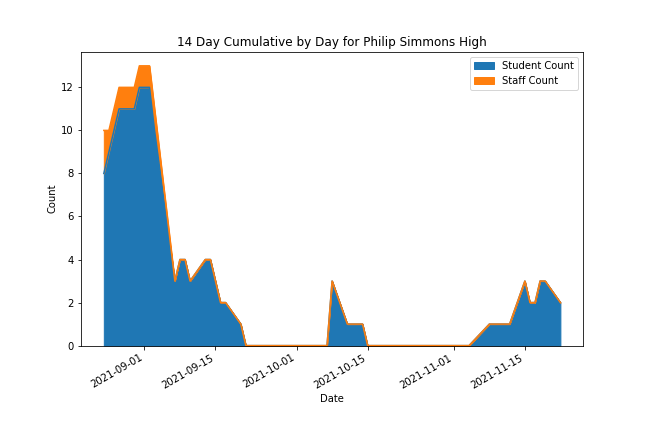 14 Day Cumulative by Day for Philip Simmons High
Student Count
Staff Count
12
10
8
6
4
2
0
Count
2021-09-01
2021-09-15
2021-10-01
2021-10-15
2021-11-01
2021-11-15
Date